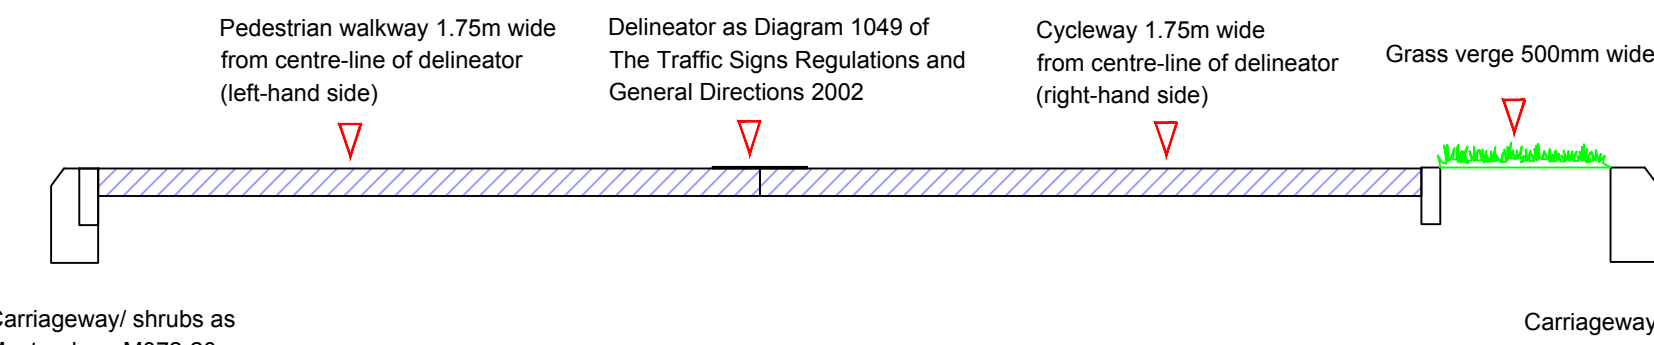 Pedestrian walkway 1.75m wide
from centre-line of delineator
(left-hand side)
Delineator as Diagram 1049 of
The Traffic Signs Regulations and
General Directions 2002
Cycleway 1.75m wide
from centre-line of delineator
(right-hand side)
Grass verge 500mm wide
Carriageway/ shrubs as
Carriageway